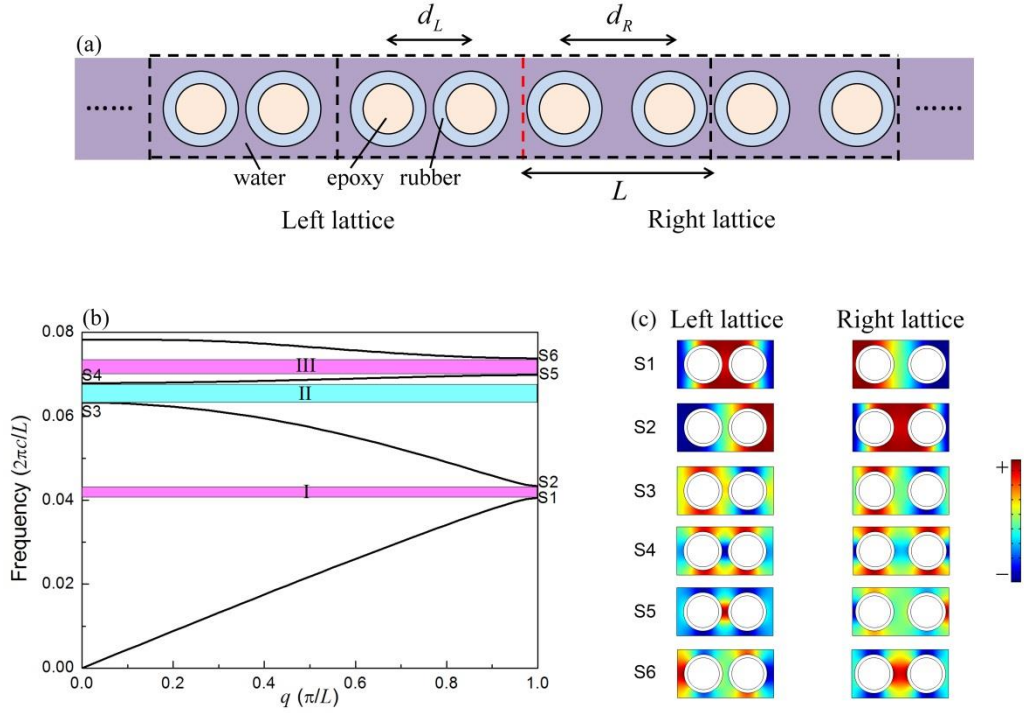 (a)
d_L
d_R
water
epoxy
rubber
L
Left lattice
Right lattice
(b)
Frequency (2πc/L)
0.08
0.06
0.04
0.02
0.00
S4
S3
III
II
I
S6
S5
S2
S1
0.0 0.2 0.4 0.6 0.8 1.0
q (π/L)
(c)
Left lattice Right lattice
S1
S2
S3
S4
S5
S6
+
−